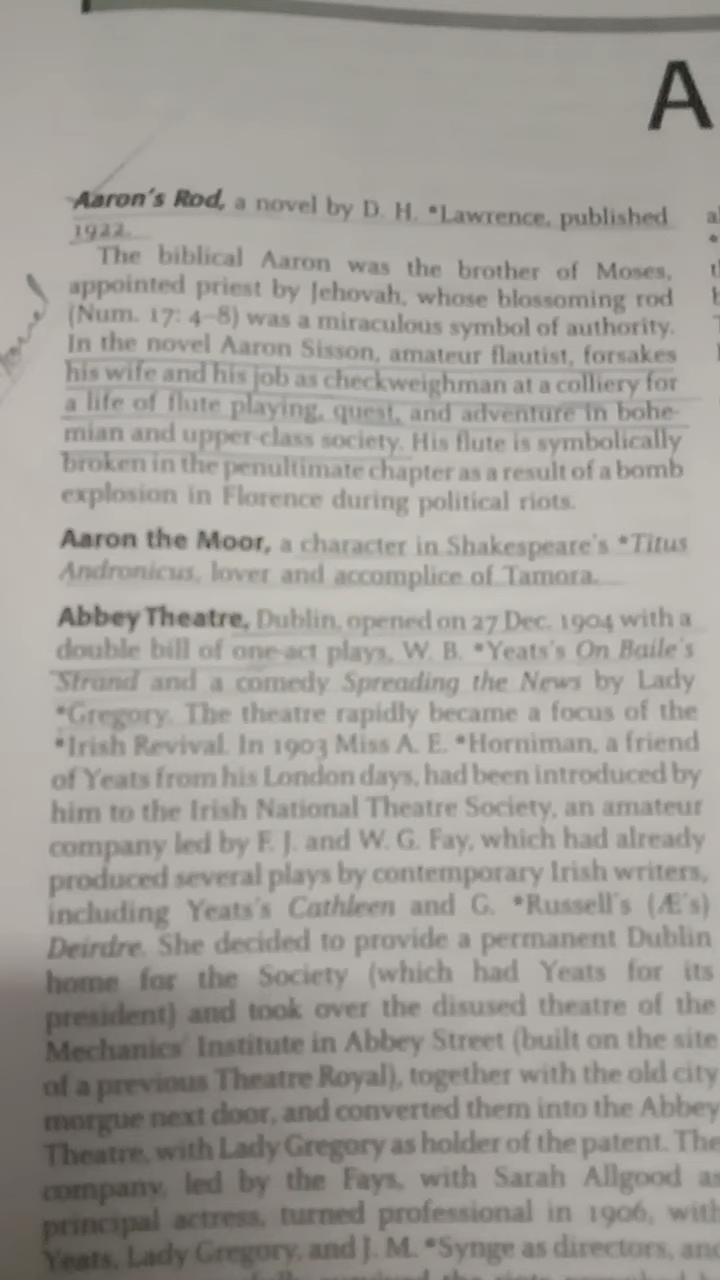 A
Aaron's Rod, a novel by D. H. *Lawrence, published
1922.
The biblical Aaron was the brother of Moses,
appointed priest by Jehovah, whose blossoming rod
(Num. 17: 4–8) was a miraculous symbol of authority.
In the novel Aaron Sisson, amateur flautist, forsakes
his wife and his job as checkweighman at a colliery for
a life of flute playing, quest, and adventure in bohe-
mian and upper-class society. His flute is symbolically
broken in the penultimate chapter as a result of a bomb
explosion in Florence during political riots.
Aaron the Moor, a character in Shakespeare's *Titus
Andronicus, lover and accomplice of Tamora.
Abbey Theatre, Dublin, opened on 27 Dec. 1904 with a
double bill of one-act plays, W. B. *Yeats's On Baile's
Strand and a comedy Spreading the News by Lady
*Gregory. The theatre rapidly became a focus of the
*Irish Revival. In 1903 Miss A. E. *Horniman, a friend
of Yeats from his London days, had been introduced by
him to the Irish National Theatre Society, an amateur
company led by F. J. and W. G. Fay, which had already
produced several plays by contemporary Irish writers,
including Yeats's Cathleen and G. *Russell's (Æ's)
Deirdre. She decided to provide a permanent Dublin
home for the Society (which had Yeats for its
president) and took over the disused theatre of the
Mechanics' Institute in Abbey Street (built on the site
of a previous Theatre Royal), together with the old city
morgue next door, and converted them into the Abbey
Theatre, with Lady Gregory as holder of the patent. The
company, led by the Fays, with Sarah Allgood as
principal actress, turned professional in 1906, with
Yeats, Lady Gregory, and J. M. *Synge as directors, and